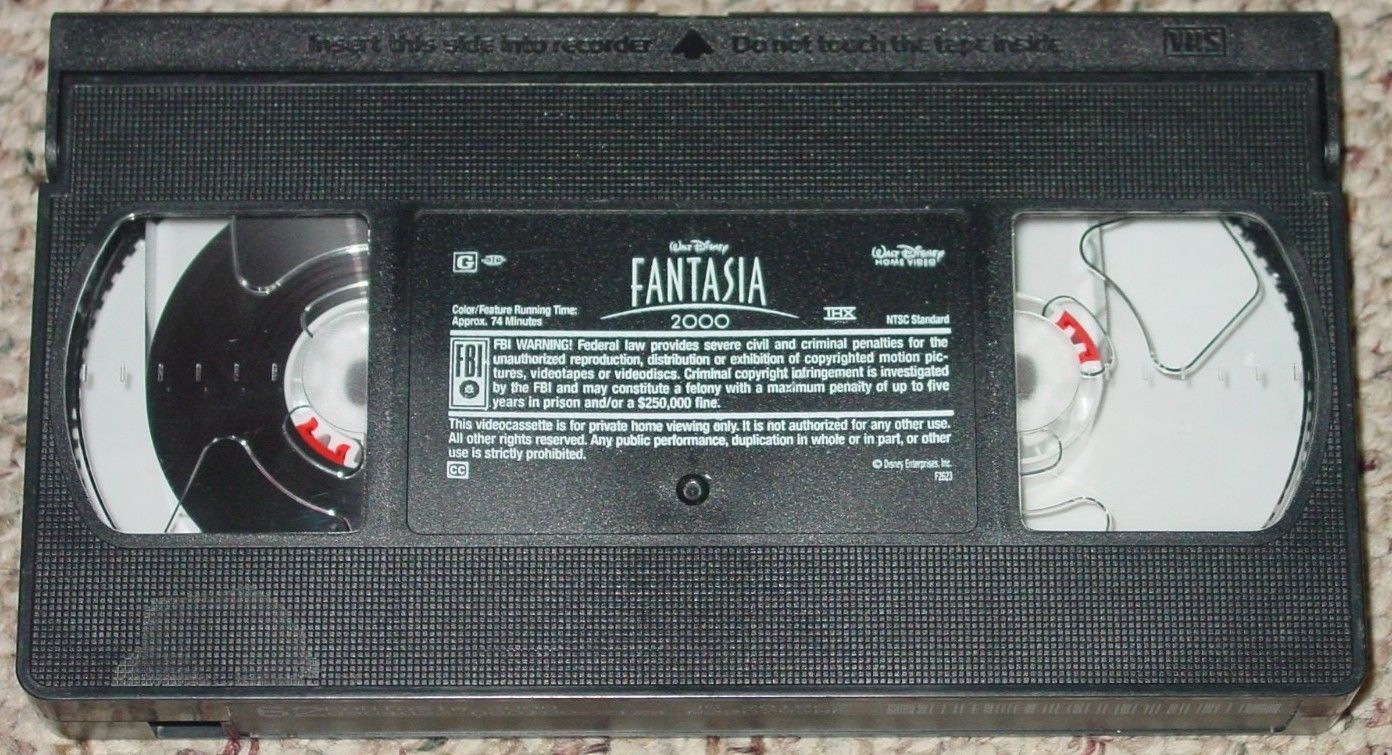 Insert this side into recorder Do not touch the tape inside VHS
G
Walt Disney
FANTASIA
2000
Walt Disney
HOME VIDEO
Color/Feature Running Time:
Approx. 74 Minutes
THX
NTSC Standard
FBI
FBI WARNING! Federal law provides severe civil and criminal penalties for the
unauthorized reproduction, distribution or exhibition of copyrighted motion pic-
tures, videotapes or videodiscs. Criminal copyright infringement is investigated
by the FBI and may constitute a felony with a maximum penalty of up to five
years in prison and/or a $250,000 fine.
This videocassette is for private home viewing only. It is not authorized for any other use.
All other rights reserved. Any public performance, duplication in whole or in part, or other
use is strictly prohibited.
CC
© Disney Enterprises, Inc.